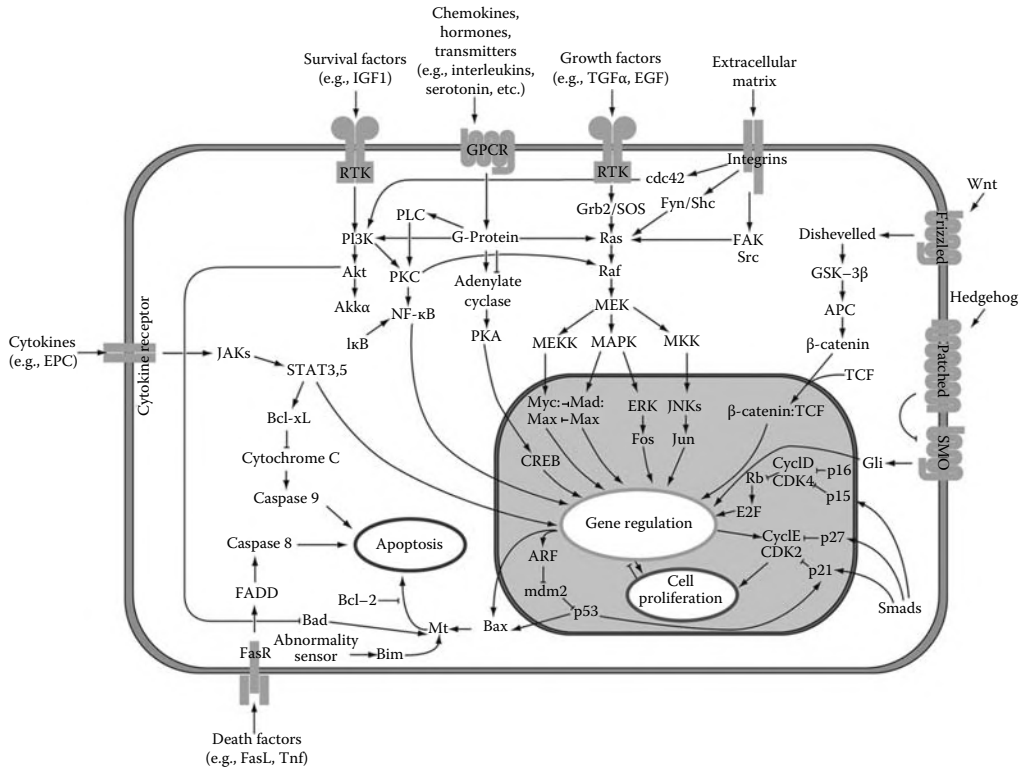 Chemokines,
hormones,
transmitters
(e.g., interleukins,
serotonin, etc.)
Survival factors
(e.g., IGF1)
Growth factors
(e.g., TGFα, EGF)
Extracellular
matrix
GPCR
RTK
RTK
Integrins
cdc42
Fyn/Shc
Grb2/SOS
Wnt
Frizzled
PLC
PI3K
G-Protein
Ras
FAK
Src
Dishevelled
Akt
PKC
Adenylate
cyclase
Raf
GSK–3β
Akkα
NF-κB
MEK
APC
Hedgehog
Patched
IκB
PKA
MEKK
MAPK
MKK
β-catenin
Cytokines
(e.g., EPC)
Cytokine receptor
JAKs
STAT3,5
TCF
Myc:
Max
Mad:
Max
ERK
JNKs
β-catenin:TCF
Bcl-xL
Fos
Jun
SMO
Cytochrome C
CREB
Gli
CyclD
CDK4
p16
Rb
p15
Caspase 9
E2F
Gene regulation
CyclE
CDK2
p27
Caspase 8
Apoptosis
ARF
p21
FADD
mdm2
Cell
proliferation
Bcl–2
p53
Smads
Bad
Mt
Bax
Abnormality
sensor
Bim
FasR
Death factors
(e.g., FasL, Tnf)